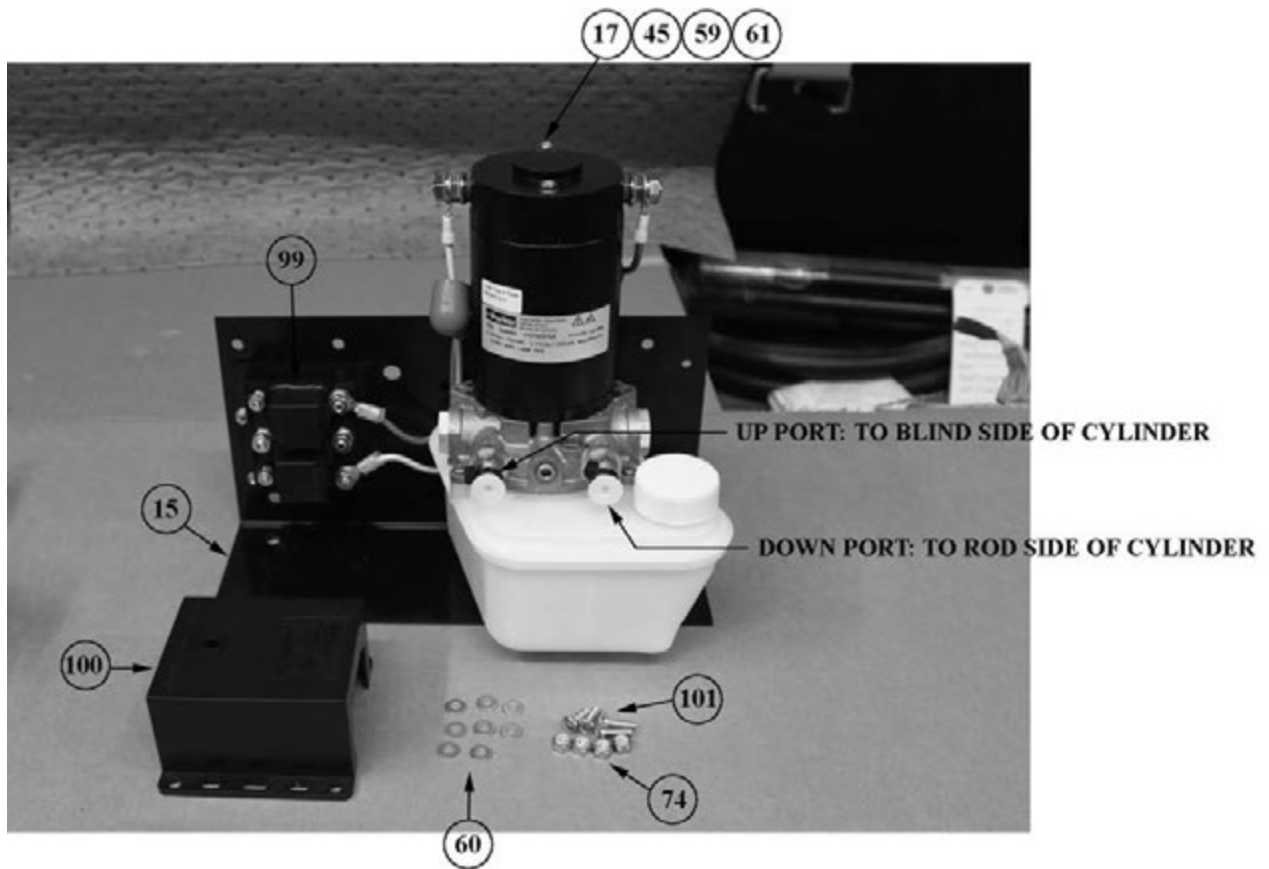 17 45 59 61
99
UP PORT: TO BLIND SIDE OF CYLINDER
15
DOWN PORT: TO ROD SIDE OF CYLINDER
100
101
74
60